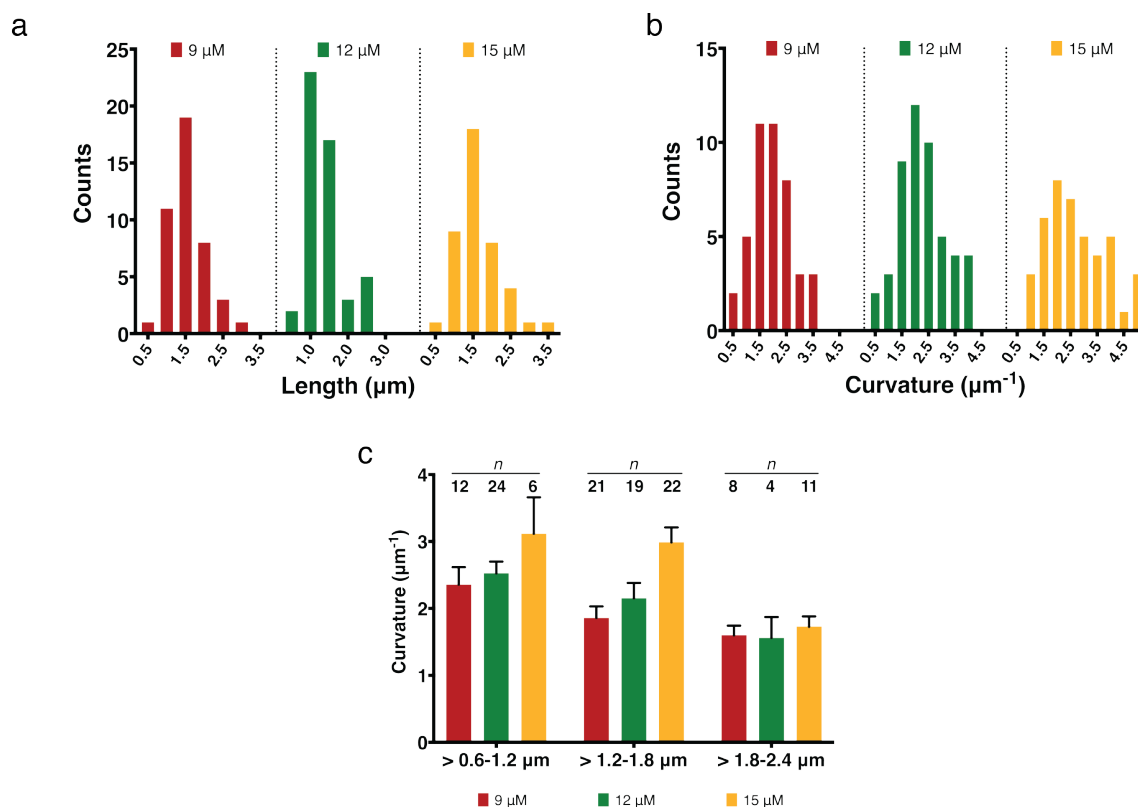 a
25
20
15
10
5
0
Counts
9 µM
12 µM
15 µM
0.5
1.5
2.5
3.5
1.0
2.0
3.0
0.5
1.5
2.5
3.5
Length (µm)
b
15
10
5
0
Counts
9 µM
12 µM
15 µM
0.5
1.5
2.5
3.5
4.5
0.5
1.5
2.5
3.5
4.5
0.5
1.5
2.5
3.5
4.5
Curvature (µm⁻¹)
c
4
3
2
1
0
Curvature (µm⁻¹)
n
12 24 6
n
21 19 22
n
8 4 11
> 0.6-1.2 µm
> 1.2-1.8 µm
> 1.8-2.4 µm
9 µM
12 µM
15 µM